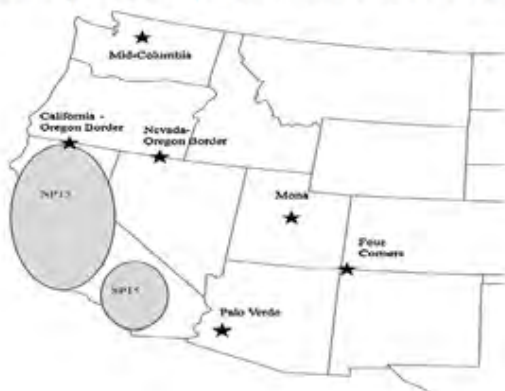 Mid-Columbia
California -
Oregon Border
Nevada-
Oregon Border
NP15
Mona
Four
Corners
SP15
Palo Verde